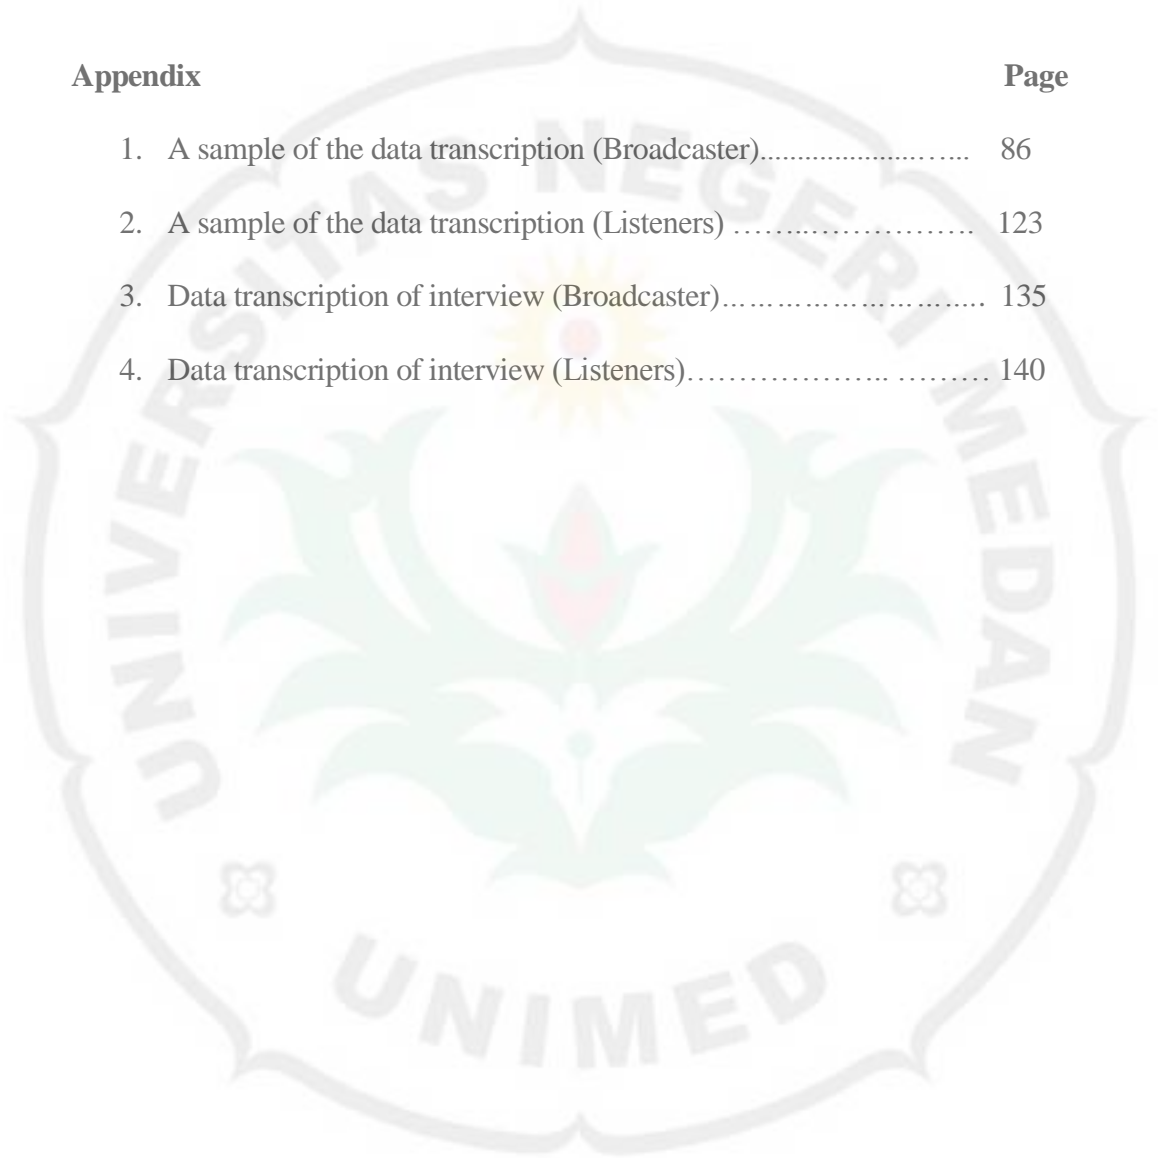 Appendix Page
1. A sample of the data transcription (Broadcaster)......................…... 86
2. A sample of the data transcription (Listeners) ……..……………. 123
3. Data transcription of interview (Broadcaster)…………………….... 135
4. Data transcription of interview (Listeners)……………….. ……… 140
UNIVERSITAS NEGERI MEDAN
UNIMED